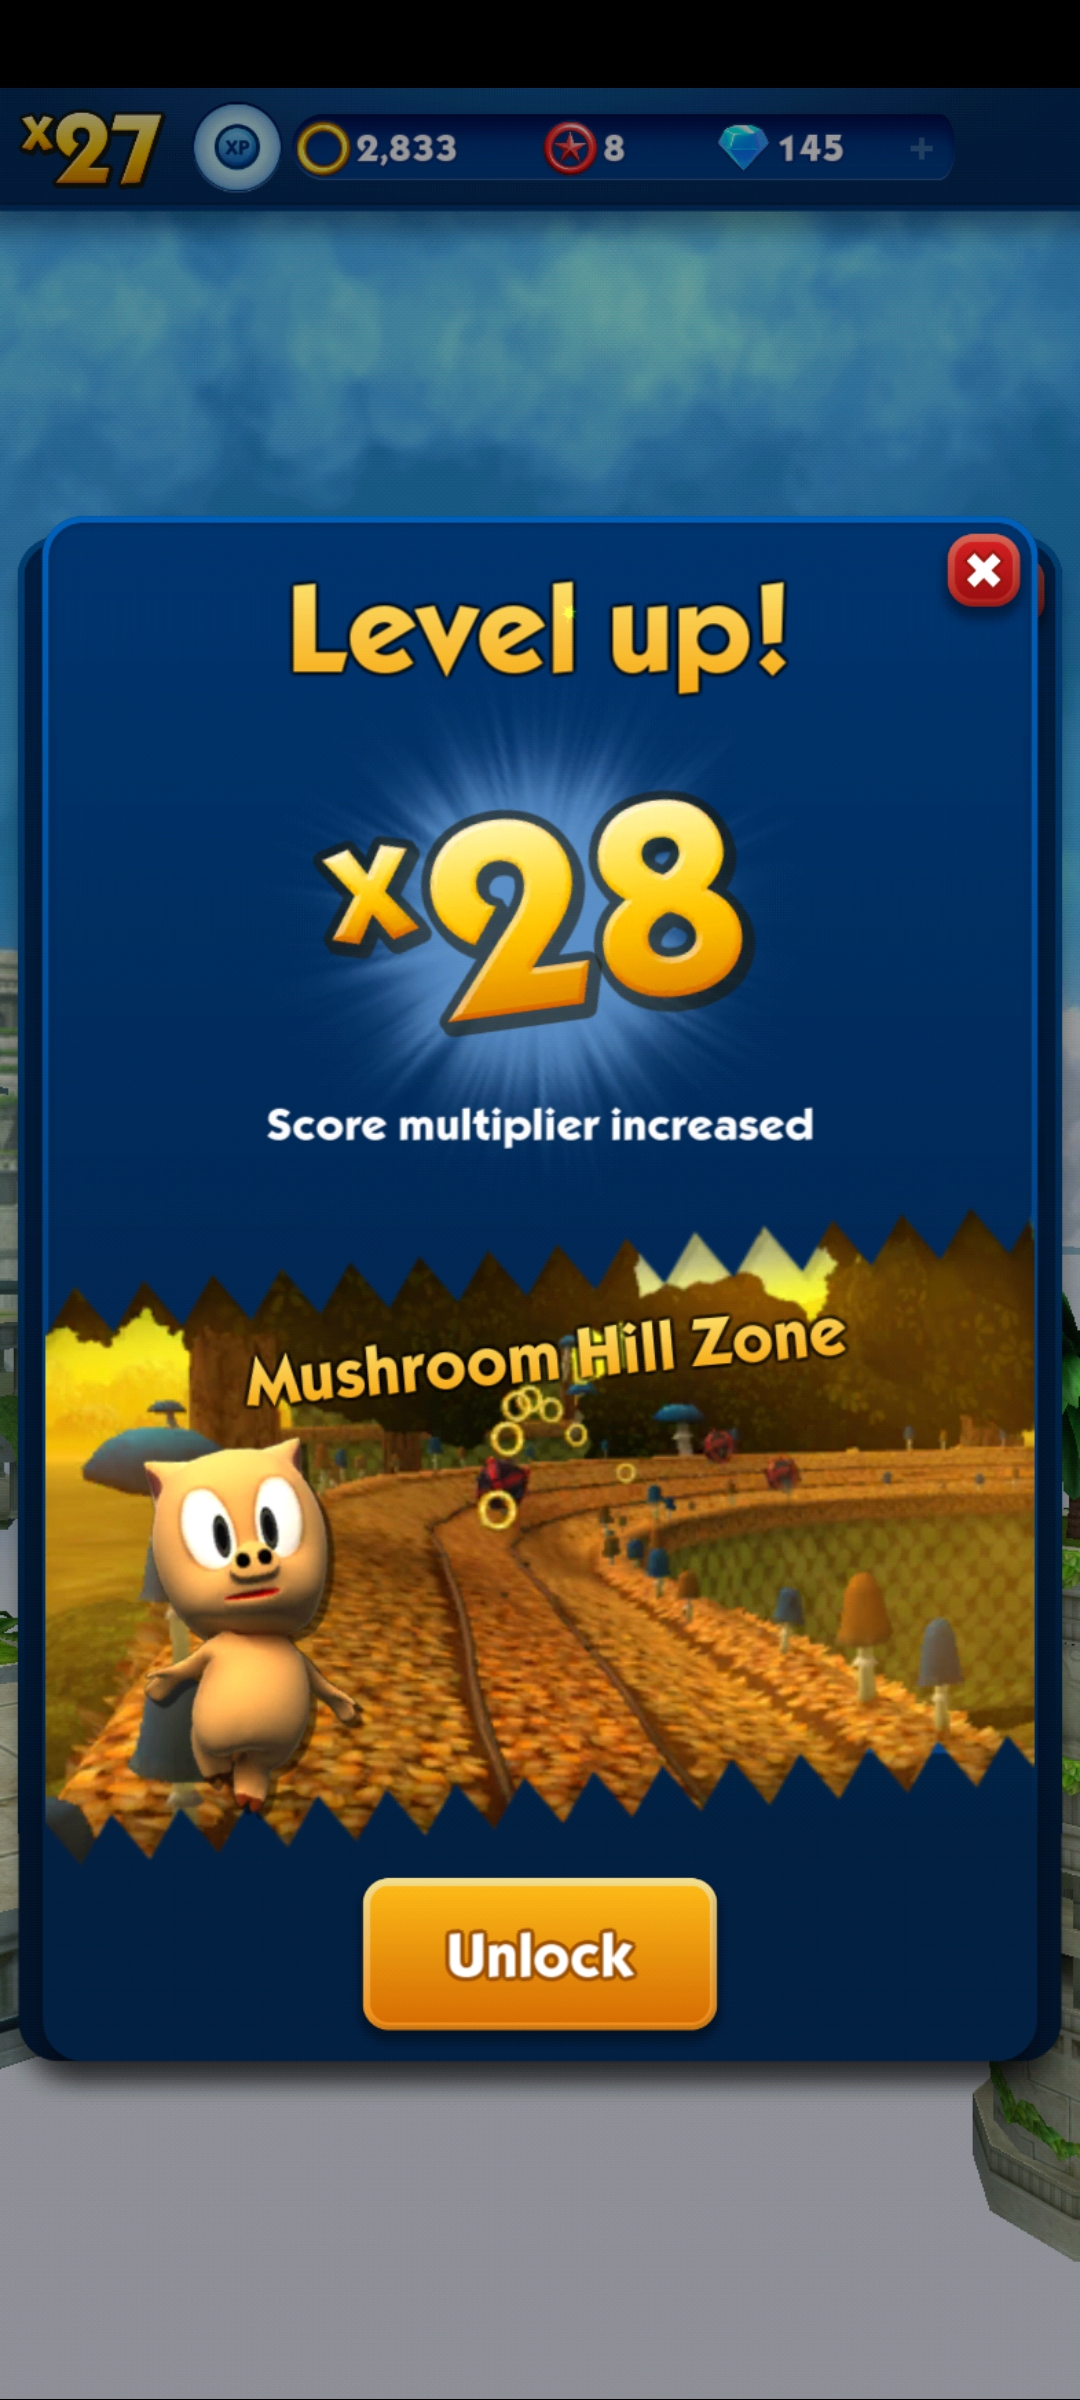 x27 XP 2,833 8 145 +
Level up!
x28
Score multiplier increased
Mushroom Hill Zone
Unlock